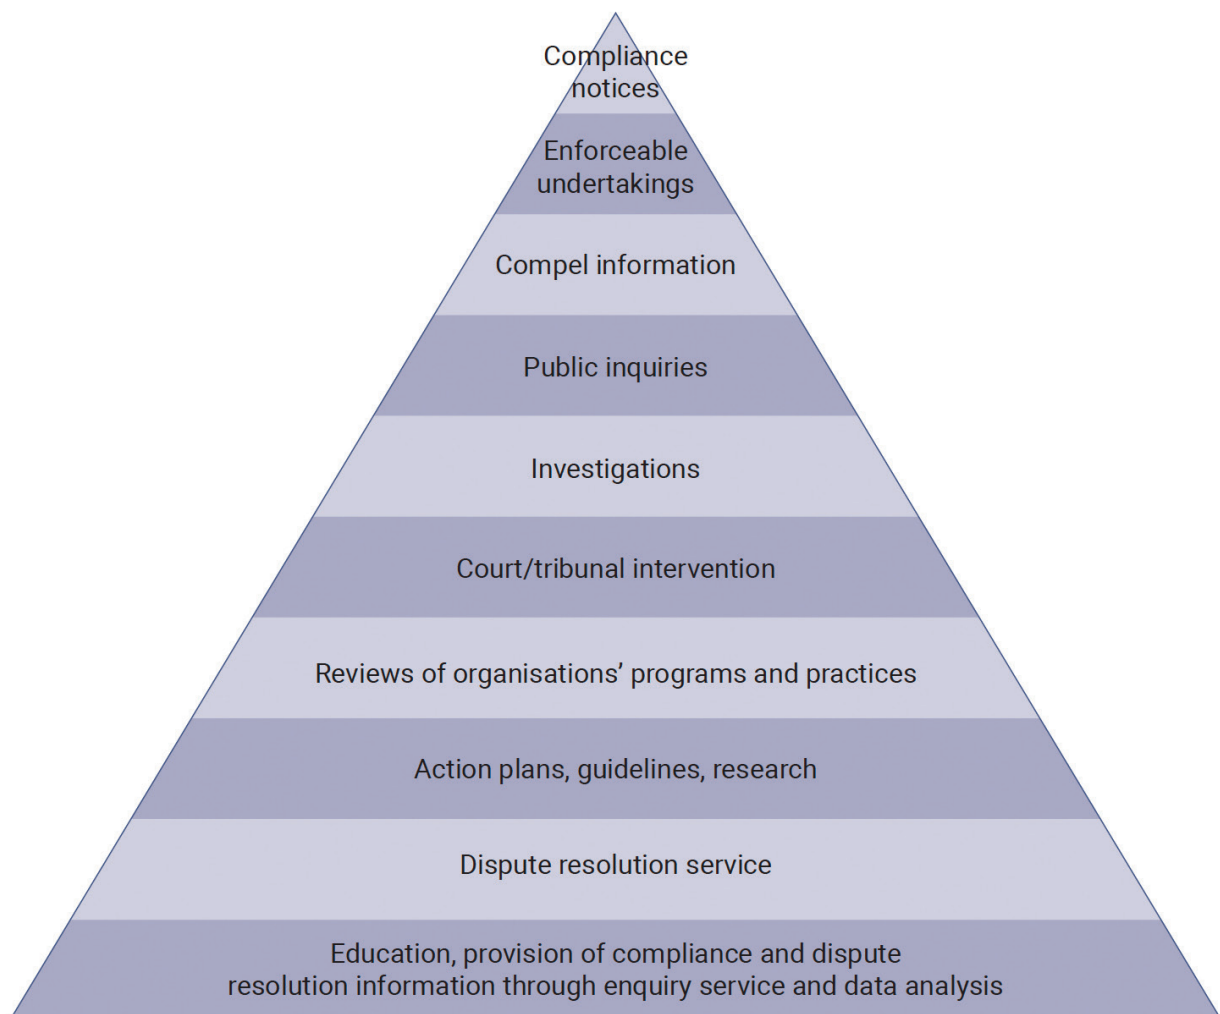 Compliance
notices
Enforceable
undertakings
Compel information
Public inquiries
Investigations
Court/tribunal intervention
Reviews of organisations’ programs and practices
Action plans, guidelines, research
Dispute resolution service
Education, provision of compliance and dispute
resolution information through enquiry service and data analysis